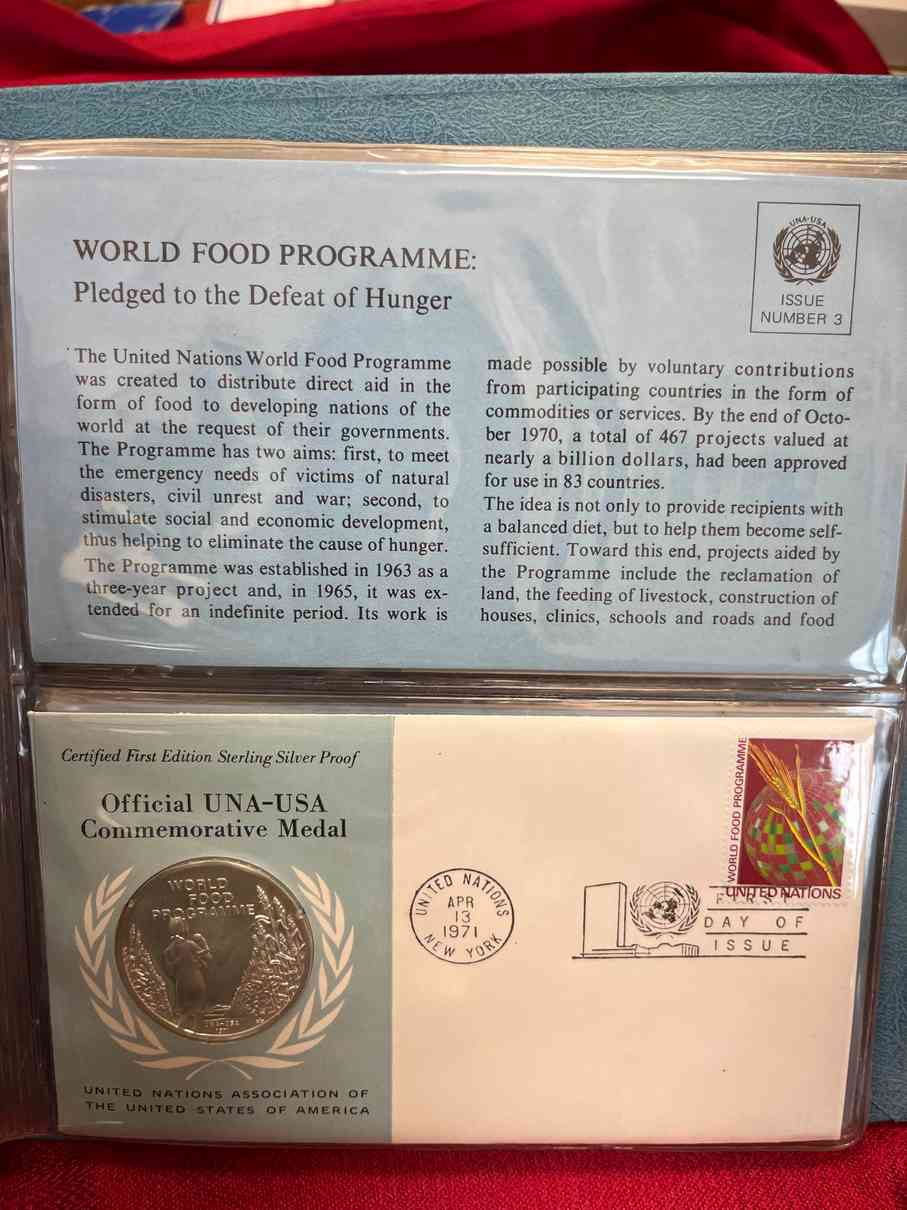 WORLD FOOD PROGRAMME:
Pledged to the Defeat of Hunger
UNA-USA
ISSUE
NUMBER 3
The United Nations World Food Programme
was created to distribute direct aid in the
form of food to developing nations of the
world at the request of their governments.
The Programme has two aims: first, to meet
the emergency needs of victims of natural
disasters, civil unrest and war; second, to
stimulate social and economic development,
thus helping to eliminate the cause of hunger.
The Programme was established in 1963 as a
three-year project and, in 1965, it was ex-
tended for an indefinite period. Its work is
made possible by voluntary contributions
from participating countries in the form of
commodities or services. By the end of Octo-
ber 1970, a total of 467 projects valued at
nearly a billion dollars, had been approved
for use in 83 countries.
The idea is not only to provide recipients with
a balanced diet, but to help them become self-
sufficient. Toward this end, projects aided by
the Programme include the reclamation of
land, the feeding of livestock, construction of
houses, clinics, schools and roads and food
Certified First Edition Sterling Silver Proof
Official UNA-USA
Commemorative Medal
WORLD
FOOD
PROGRAMME
UNITED NATIONS ASSOCIATION OF
THE UNITED STATES OF AMERICA
UNITED NATIONS
APR
13
1971
NEW YORK
WORLD FOOD PROGRAMME
UNITED NATIONS
FIRST
DAY OF
ISSUE